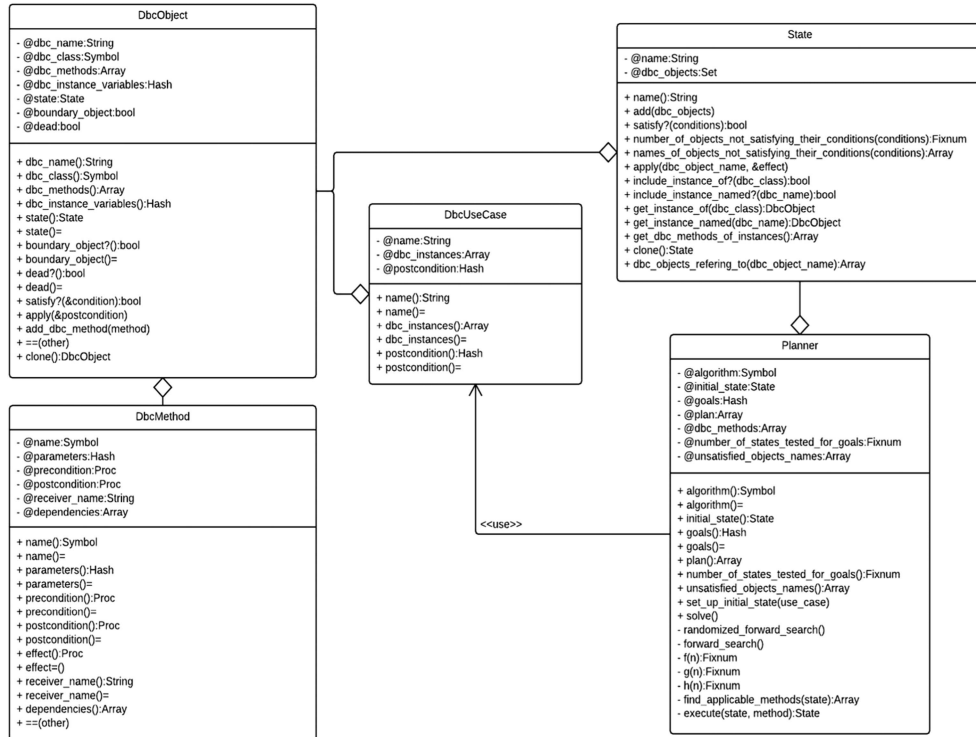 DbcObject
- @dbc_name:String
- @dbc_class:Symbol
- @dbc_methods:Array
- @dbc_instance_variables:Hash
- @state:State
- @boundary_object:bool
- @dead:bool
+ dbc_name():String
+ dbc_class():Symbol
+ dbc_methods():Array
+ dbc_instance_variables():Hash
+ state():State
+ state()=
+ boundary_object?():bool
+ boundary_object()=
+ dead?():bool
+ dead()=
+ satisfy?(&condition):bool
+ apply(&postcondition)
+ add_dbc_method(method)
+ ==(other)
+ clone():DbcObject
DbcMethod
- @name:Symbol
- @parameters:Hash
- @precondition:Proc
- @postcondition:Proc
- @receiver_name:String
- @dependencies:Array
+ name():Symbol
+ name()=
+ parameters():Hash
+ parameters()=
+ precondition():Proc
+ precondition()=
+ postcondition():Proc
+ postcondition()=
+ effect():Proc
+ effect=()
+ receiver_name():String
+ receiver_name()=
+ dependencies():Array
+ ==(other)
DbcUseCase
- @name:String
- @dbc_instances:Array
- @postcondition:Hash
+ name():String
+ name()=
+ dbc_instances():Array
+ dbc_instances()=
+ postcondition():Hash
+ postcondition()=
<<use>>
State
- @name:String
- @dbc_objects:Set
+ name():String
+ add(dbc_objects)
+ satisfy?(conditions):bool
+ number_of_objects_not_satisfying_their_conditions(conditions):Fixnum
+ names_of_objects_not_satisfying_their_conditions(conditions):Array
+ apply(dbc_object_name, &effect)
+ include_instance_of?(dbc_class):bool
+ include_instance_named?(dbc_name):bool
+ get_instance_of(dbc_class):DbcObject
+ get_instance_named(dbc_name):DbcObject
+ get_dbc_methods_of_instances():Array
+ clone():State
+ dbc_objects_refering_to(dbc_object_name):Array
Planner
- @algorithm:Symbol
- @initial_state:State
- @goals:Hash
- @plan:Array
- @dbc_methods:Array
- @number_of_states_tested_for_goals:Fixnum
- @unsatisfied_objects_names:Array
+ algorithm():Symbol
+ algorithm()=
+ initial_state():State
+ goals():Hash
+ goals()=
+ plan():Array
+ number_of_states_tested_for_goals():Fixnum
+ unsatisfied_objects_names():Array
+ set_up_initial_state(use_case)
+ solve()
- randomized_forward_search()
- forward_search()
- f(n):Fixnum
- g(n):Fixnum
- h(n):Fixnum
- find_applicable_methods(state):Array
- execute(state, method):State